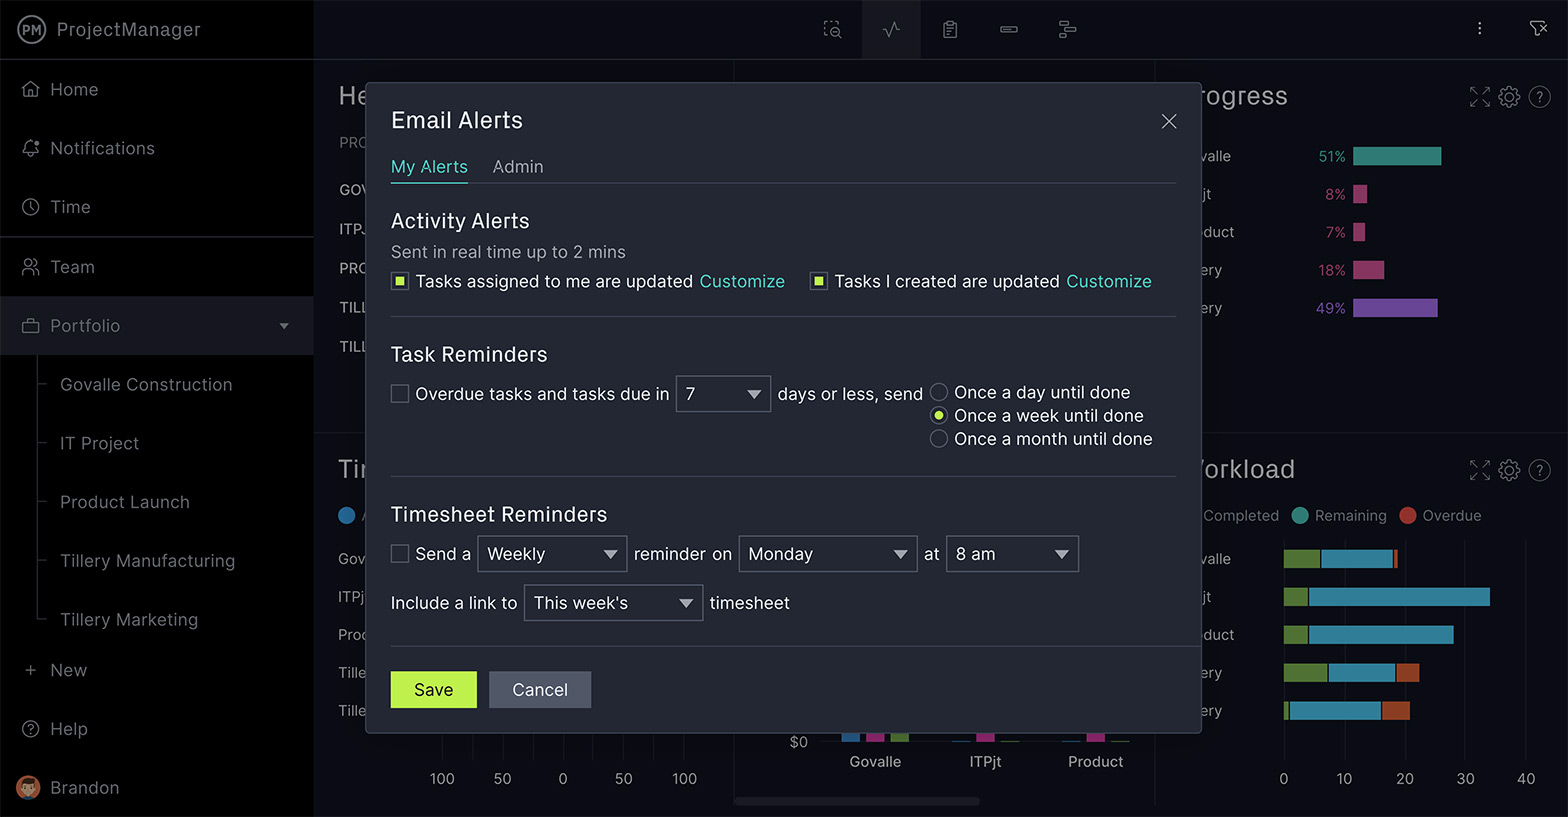 PM ProjectManager
Home
Notifications
Time
Team
Portfolio
Govalle Construction
IT Project
Product Launch
Tillery Manufacturing
Tillery Marketing
+ New
Help
Brandon
Email Alerts
My Alerts Admin
Activity Alerts
Sent in real time up to 2 mins
Tasks assigned to me are updated Customize Tasks I created are updated Customize
Task Reminders
Overdue tasks and tasks due in 7 days or less, send
Once a day until done
Once a week until done
Once a month until done
Timesheet Reminders
Send a Weekly reminder on Monday at 8 am
Include a link to This week's timesheet
Save Cancel
He
PRO
GOV
ITPJ
PRO
TILL
TILL
rogress
valle 51%
jt 8%
duct 7%
ery 18%
ery 49%
Tir
Gov
ITPj
Prod
Tille
Tille
100 50 0 50 100
$0
Govalle ITPjt Product
orkload
Completed Remaining Overdue
valle
jt
duct
ery
ery
0 10 20 30 40